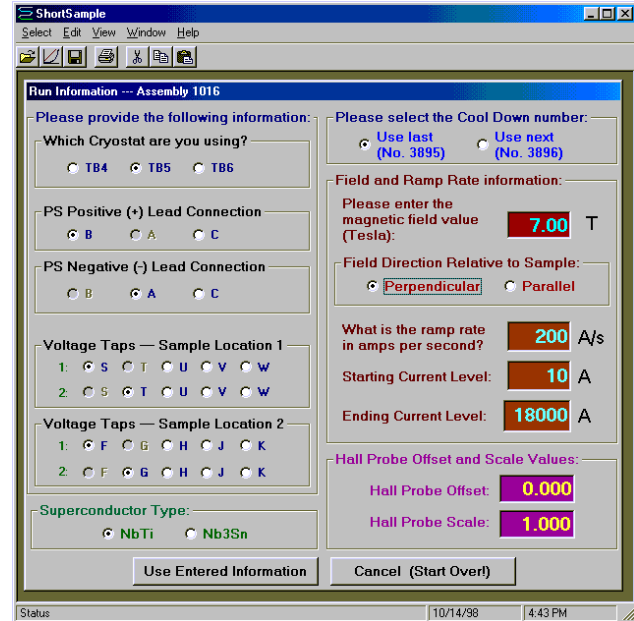 ShortSample
Select Edit View Window Help
Run Information --- Assembly 1016
Please provide the following information:
Which Cryostat are you using?
TB4 TB5 TB6
PS Positive (+) Lead Connection
B A C
PS Negative (-) Lead Connection
B A C
Voltage Taps — Sample Location 1
1: S T U V W
2: S T U V W
Voltage Taps — Sample Location 2
1: F G H J K
2: F G H J K
Superconductor Type:
NbTi Nb3Sn
Please select the Cool Down number:
Use last Use next
(No. 3895) (No. 3896)
Field and Ramp Rate information:
Please enter the
magnetic field value
(Tesla): 7.00 T
Field Direction Relative to Sample:
Perpendicular Parallel
What is the ramp rate
in amps per second? 200 A/s
Starting Current Level: 10 A
Ending Current Level: 18000 A
Hall Probe Offset and Scale Values:
Hall Probe Offset: 0.000
Hall Probe Scale: 1.000
Use Entered Information Cancel (Start Over!)
Status 10/14/98 4:43 PM